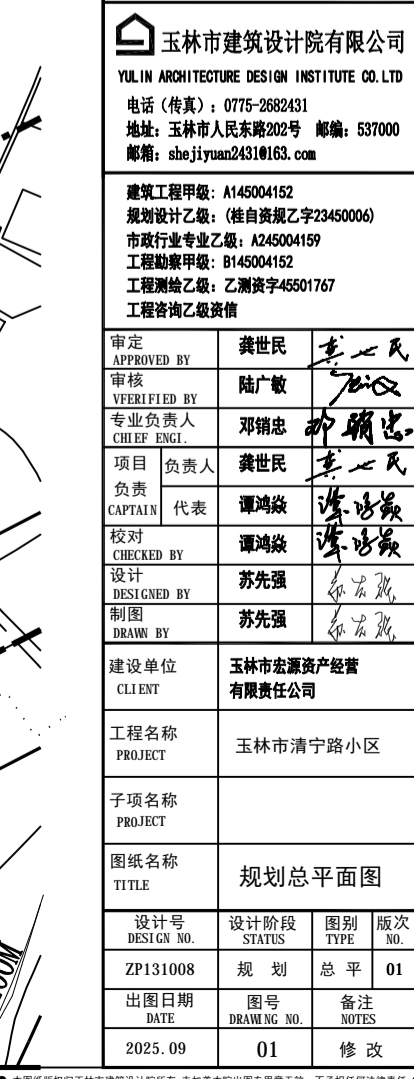 玉林市建筑设计院有限公司
YULIN ARCHITECTURE DESIGN INSTITUTE CO.LTD
电话（传真）：0775-2682431
地址：玉林市人民东路202号 邮编：537000
邮箱：shejiyuan2431@163.com
建筑工程甲级：A145004152
规划设计乙级：(桂自资规乙字23450006)
市政行业专业乙级：A245004159
工程勘察甲级：B145004152
工程测绘乙级：乙测资字45501767
工程咨询乙级资信
审定 龚世民
APPROVED BY
审核 陆广敏
VFERIFIED BY
专业负责人 邓销忠
CHIEF ENGI.
项目 负责人 龚世民
负责
CAPTAIN 代表 谭鸿焱
校对 谭鸿焱
CHECKED BY
设计 苏先强
DESIGNED BY
制图 苏先强
DRAWN BY
建设单位 玉林市宏源资产经营
CLIENT 有限责任公司
工程名称 玉林市清宁路小区
PROJECT
子项名称
PROJECT
图纸名称 规划总平面图
TITLE
设计号 设计阶段 图别 版次
DESIGN NO. STATUS TYPE NO.
ZP131008 规 划 总 平 01
出图日期 图号 备注
DATE DRAWING NO. NOTES
2025.09 01 修 改